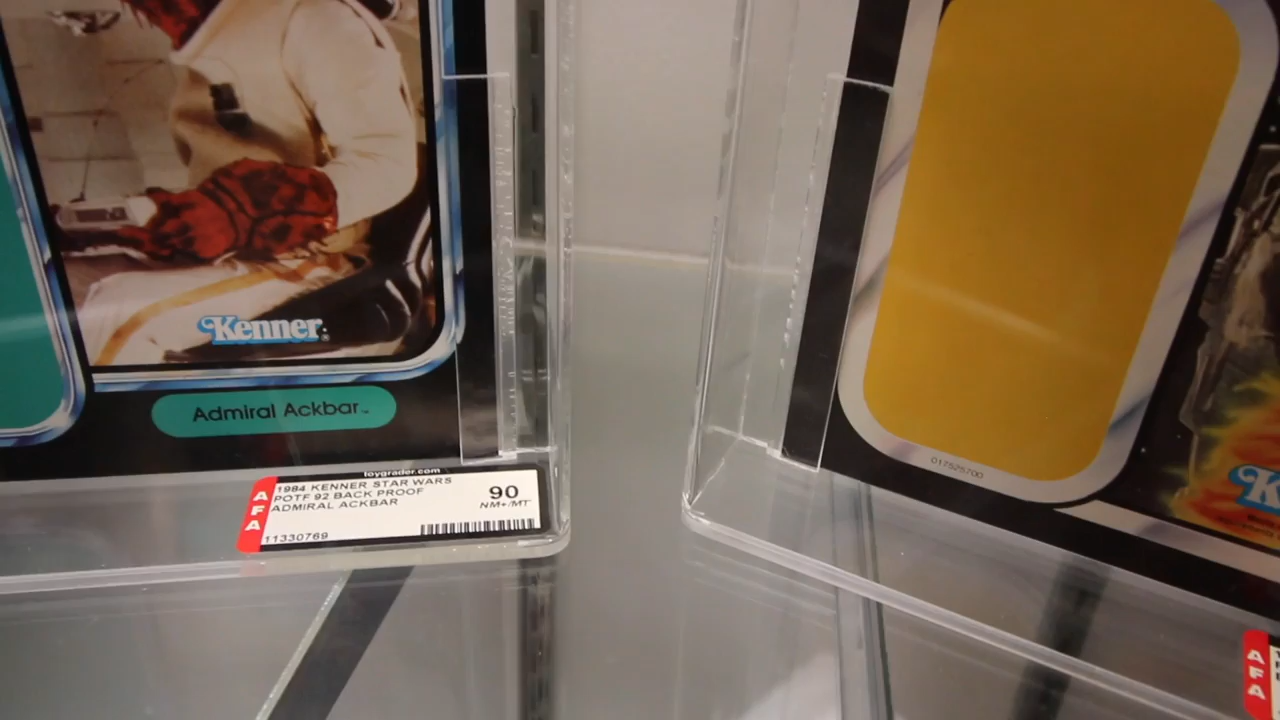 Kenner
Admiral Ackbar™
toygrader.com
AFA
1984 KENNER STAR WARS
POTF 92 BACK PROOF
ADMIRAL ACKBAR
90
NM+/MT
11330769
017525700
K
AFA